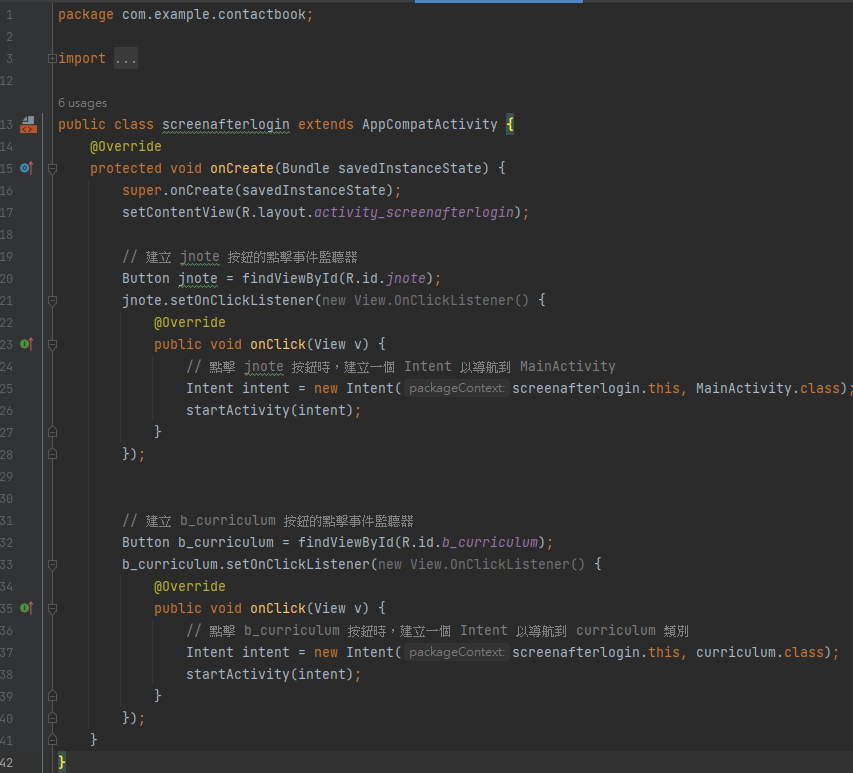 1 package com.example.contactbook;
2
3 import ...
12
6 usages
13 public class screenafterlogin extends AppCompatActivity {
14 @Override
15 protected void onCreate(Bundle savedInstanceState) {
16 super.onCreate(savedInstanceState);
17 setContentView(R.layout.activity_screenafterlogin);
18
19 // 建立 jnote 按鈕的點擊事件監聽器
20 Button jnote = findViewById(R.id.jnote);
21 jnote.setOnClickListener(new View.OnClickListener() {
22 @Override
23 public void onClick(View v) {
24 // 點擊 jnote 按鈕時，建立一個 Intent 以導航到 MainActivity
25 Intent intent = new Intent( packageContext: screenafterlogin.this, MainActivity.class);
26 startActivity(intent);
27 }
28 });
29
30
31 // 建立 b_curriculum 按鈕的點擊事件監聽器
32 Button b_curriculum = findViewById(R.id.b_curriculum);
33 b_curriculum.setOnClickListener(new View.OnClickListener() {
34 @Override
35 public void onClick(View v) {
36 // 點擊 b_curriculum 按鈕時，建立一個 Intent 以導航到 curriculum 類別
37 Intent intent = new Intent( packageContext: screenafterlogin.this, curriculum.class);
38 startActivity(intent);
39 }
40 });
41 }
42 }